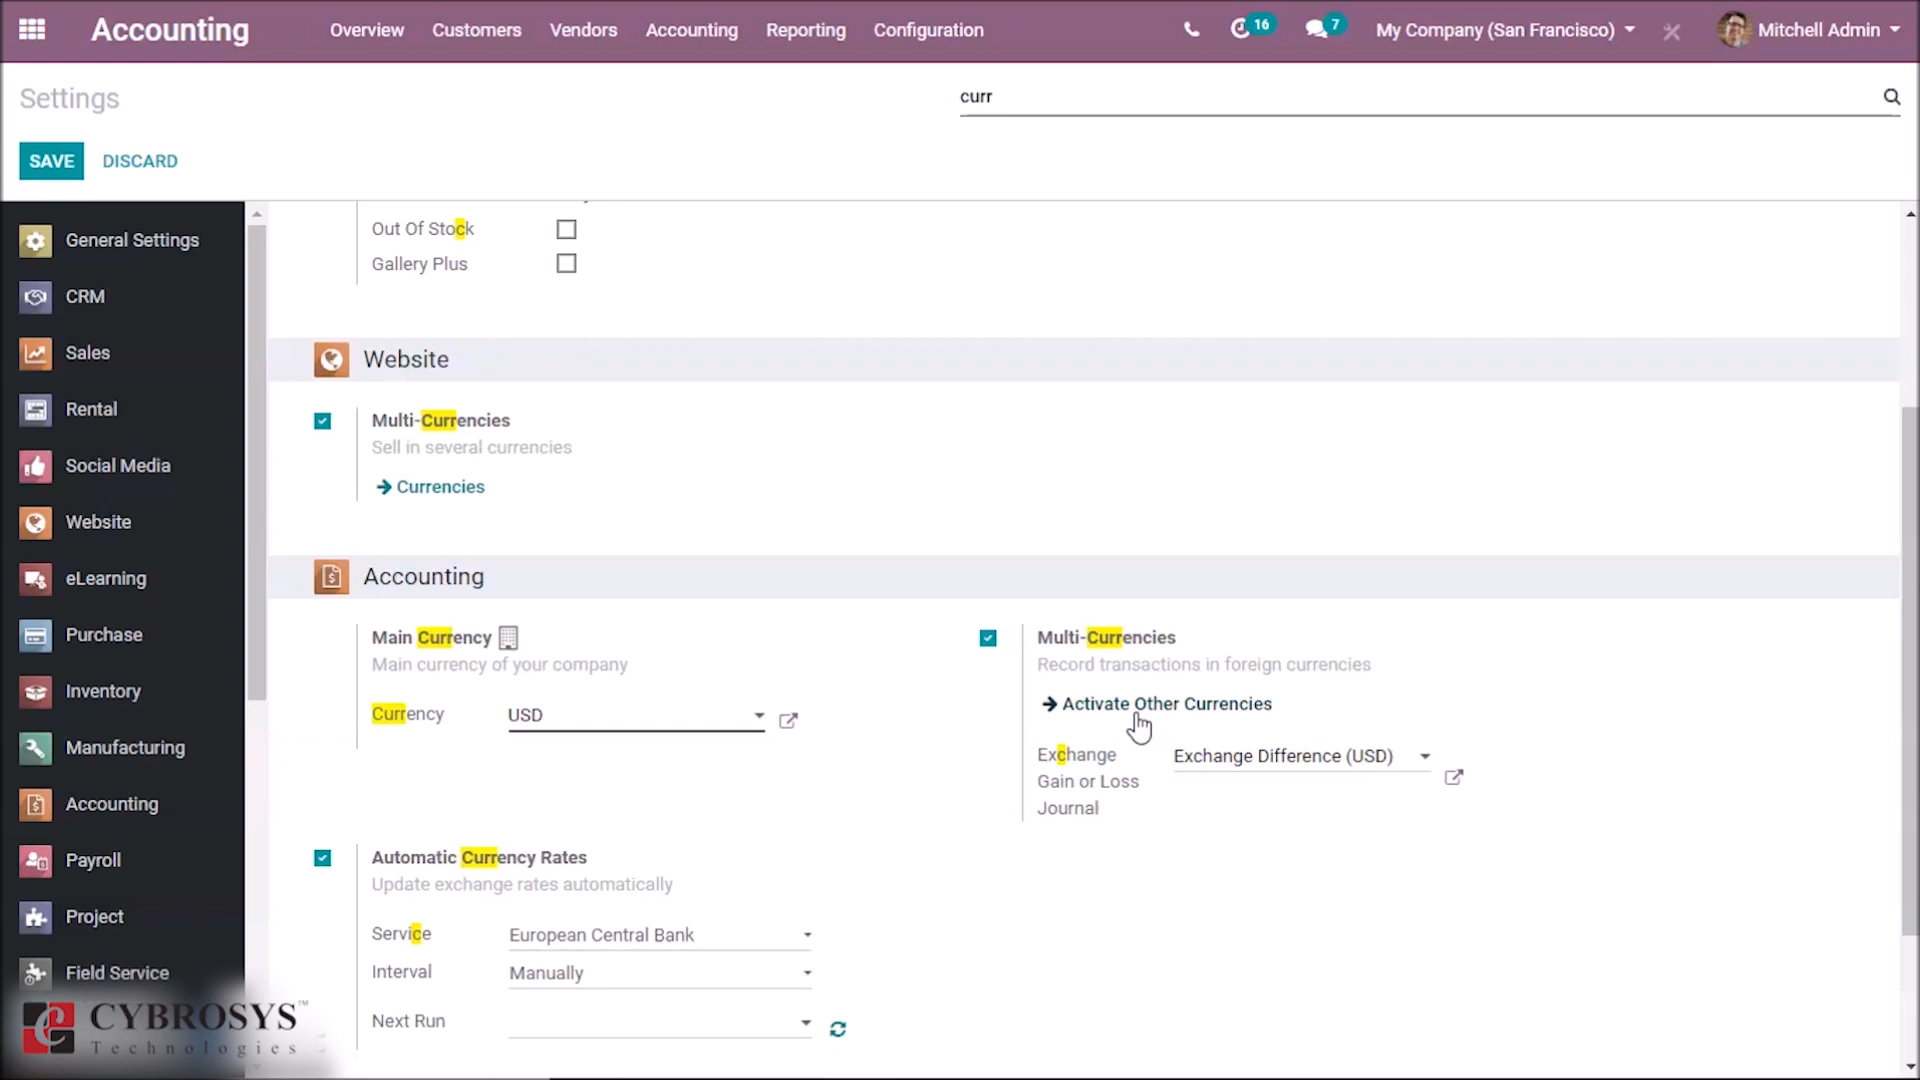 Accounting Overview Customers Vendors Accounting Reporting Configuration 16 7 My Company (San Francisco) Mitchell Admin
Settings curr
SAVE DISCARD
General Settings
CRM
Sales
Rental
Social Media
Website
eLearning
Purchase
Inventory
Manufacturing
Accounting
Payroll
Project
Field Service
Out Of Stock
Gallery Plus
Website
Multi-Currencies
Sell in several currencies
Currencies
Accounting
Main Currency
Main currency of your company
Currency USD
Multi-Currencies
Record transactions in foreign currencies
Activate Other Currencies
Exchange Gain or Loss Journal Exchange Difference (USD)
Automatic Currency Rates
Update exchange rates automatically
Service European Central Bank
Interval Manually
Next Run
CYBROSYS™
Technologies